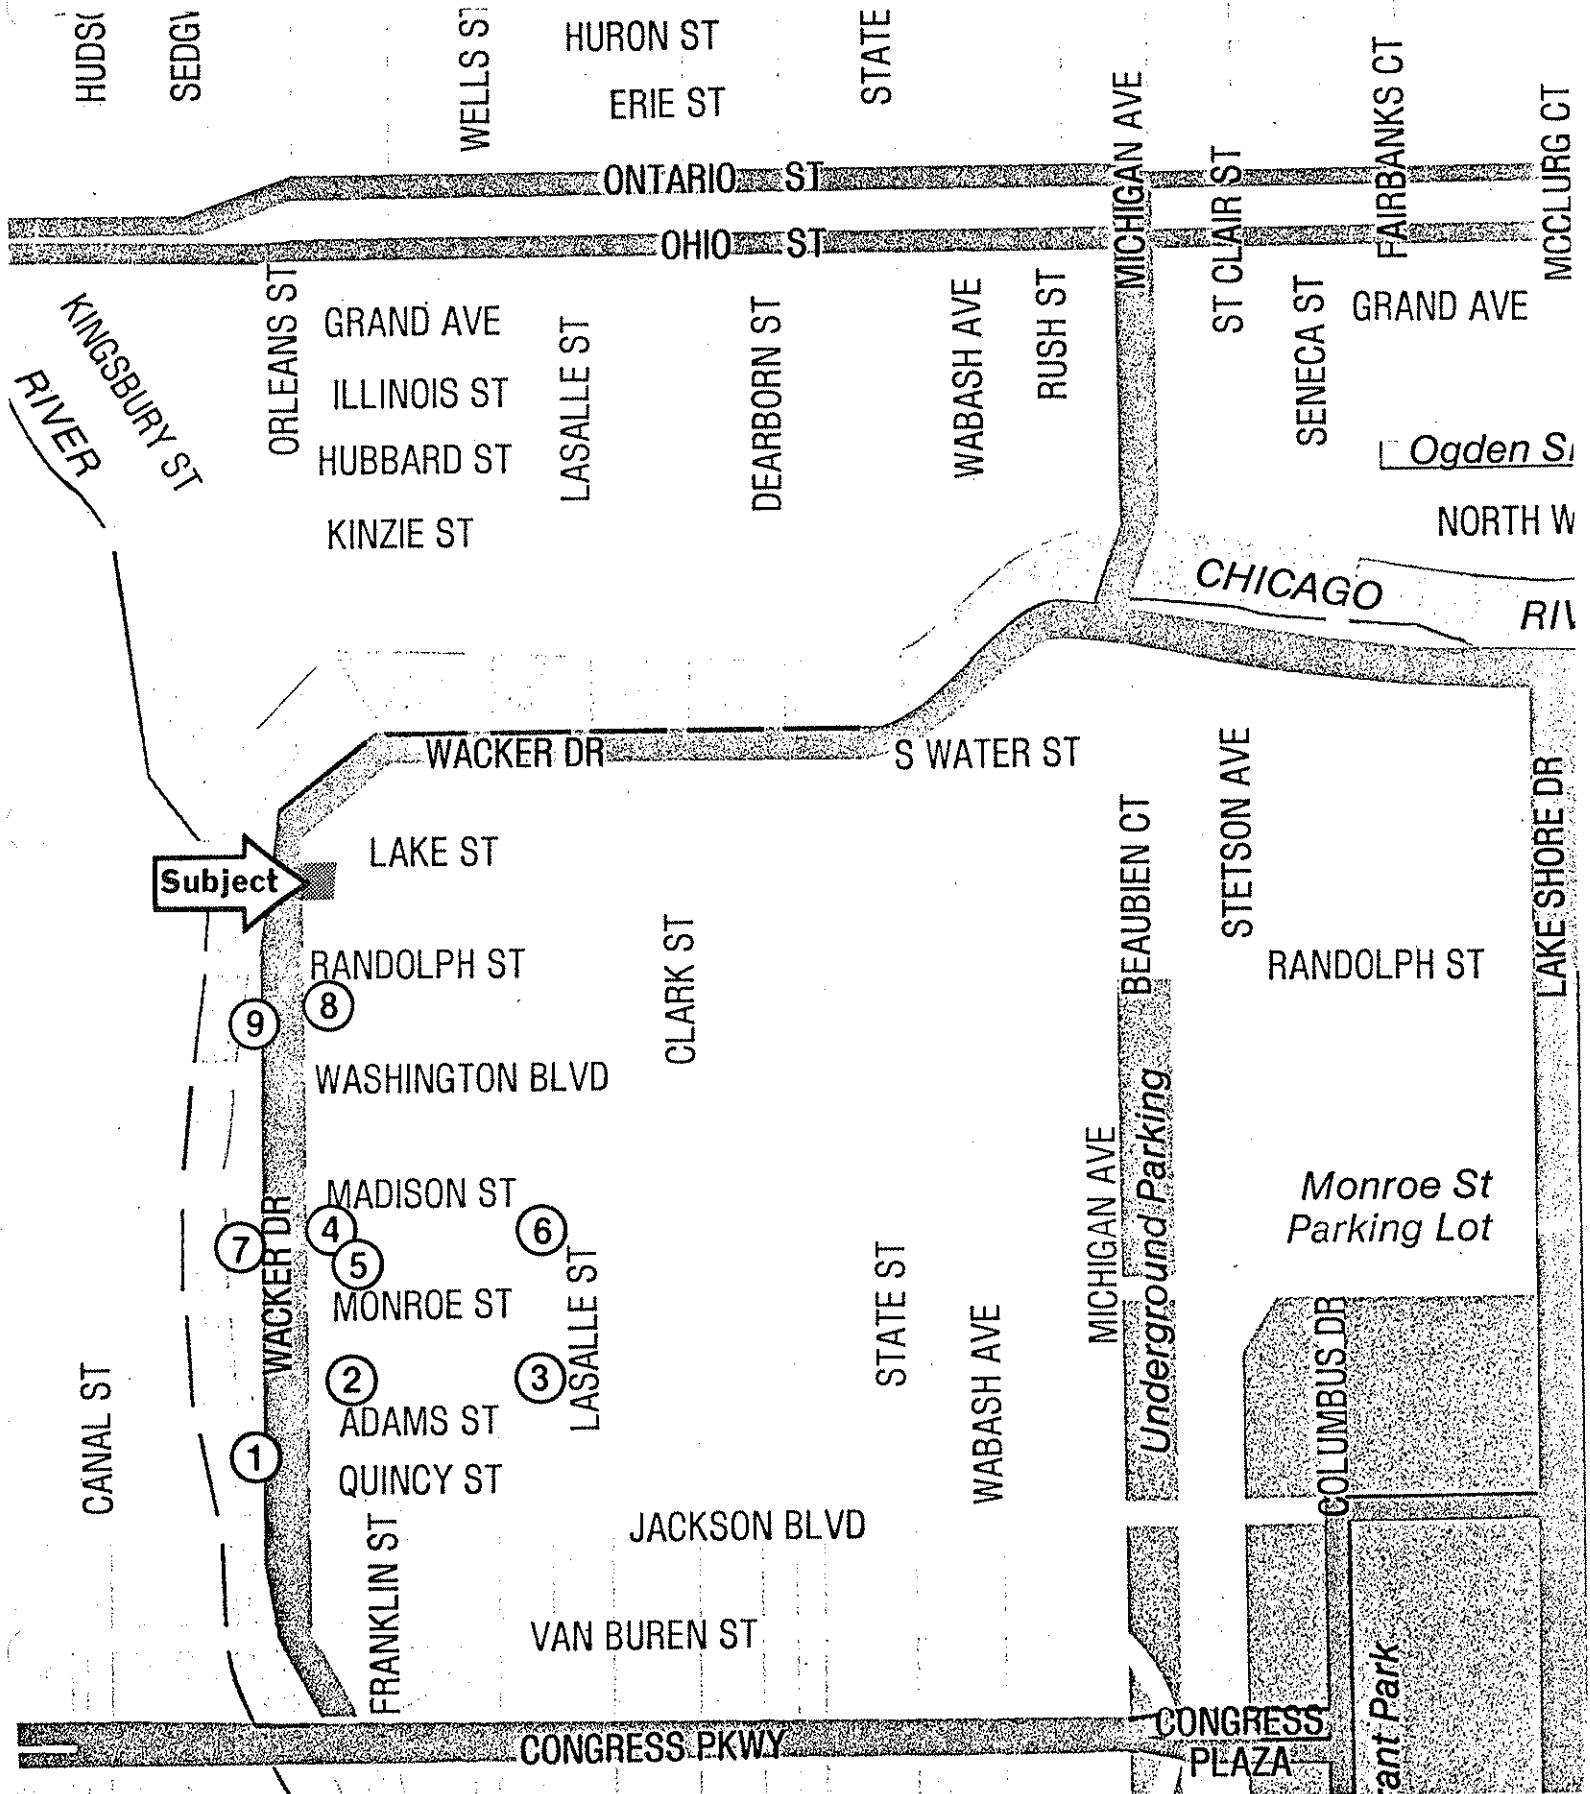 WELLS ST
HURON ST
STATE
ERIE ST
MICHIGAN AVE
FAIRBANKS CT
MCCLURG CT
ONTARIO ST
ST CLAIR ST
OHIO ST
KINGSBURY ST
RIVER
ORLEANS ST
GRAND AVE
LASALLE ST
DEARBORN ST
WABASH AVE
RUSH ST
SENECA ST
GRAND AVE
ILLINOIS ST
HUBBARD ST
Ogden
KINZIE ST
NORTH W
CHICAGO
RIV
WACKER DR
S WATER ST
STETSON AVE
LAKE SHORE DR
BEAUBIEN CT
LAKE ST
Subject
RANDOLPH ST
CLARK ST
RANDOLPH ST
8
9
WASHINGTON BLVD
Underground Parking
MICHIGAN AVE
MADISON ST
Monroe St
Parking Lot
4
6
7
5
WACKER DR
MONROE ST
LASALLE ST
STATE ST
WABASH AVE
COLUMBUS DR
2
3
CANAL ST
ADAMS ST
1
QUINCY ST
FRANKLIN ST
JACKSON BLVD
VAN BUREN ST
rant Park
CONGRESS PKWY
CONGRESS
PLAZA